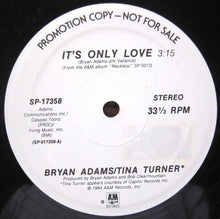 PROMOTION COPY — NOT FOR SALE
IT'S ONLY LOVE 3:15
(Bryan Adams/Jim Vallance)
(From the A&M album "Reckless" SP 5013)
SP-17358
STEREO
33⅓ RPM
Adams
Communications Inc./
Calypso Toonz
(PROC)/
Irving Music, Inc.
(BMI)
(SP-017358-A)
BRYAN ADAMS/TINA TURNER*
Produced by Bryan Adams and Bob Clearmountain
*Tina Turner appears courtesy of Capitol Records Inc.
℗ 1984 A&M Records, Inc.
A&M
RECORDS